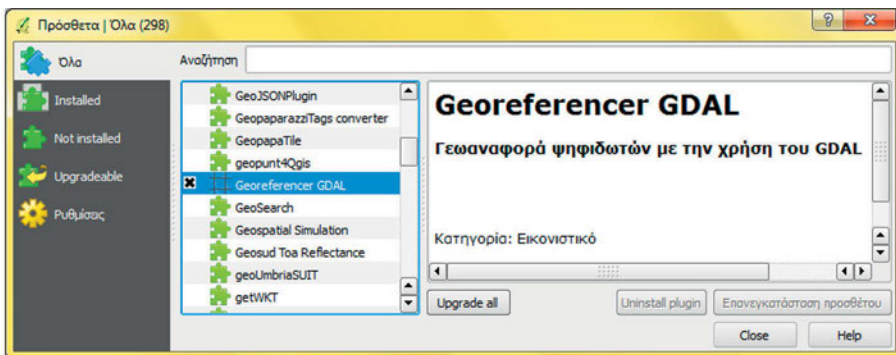 Πρόσθετα | Όλα (298)
Όλα
Installed
Not installed
Upgradeable
Ρυθμίσεις
Αναζήτηση
GeoJSONPlugin
GeopaparazziTags converter
GeopapaTile
geopunt4Qgis
Georeferencer GDAL
GeoSearch
Geospatial Simulation
Geosud Toa Reflectance
geoUmbriaSUIT
getWKT
Georeferencer GDAL
Γεωαναφορά ψηφιδωτών με την χρήση του GDAL
Κατηγορία: Εικονιστικό
Upgrade all
Uninstall plugin
Επανεγκατάσταση προσθέτου
Close
Help